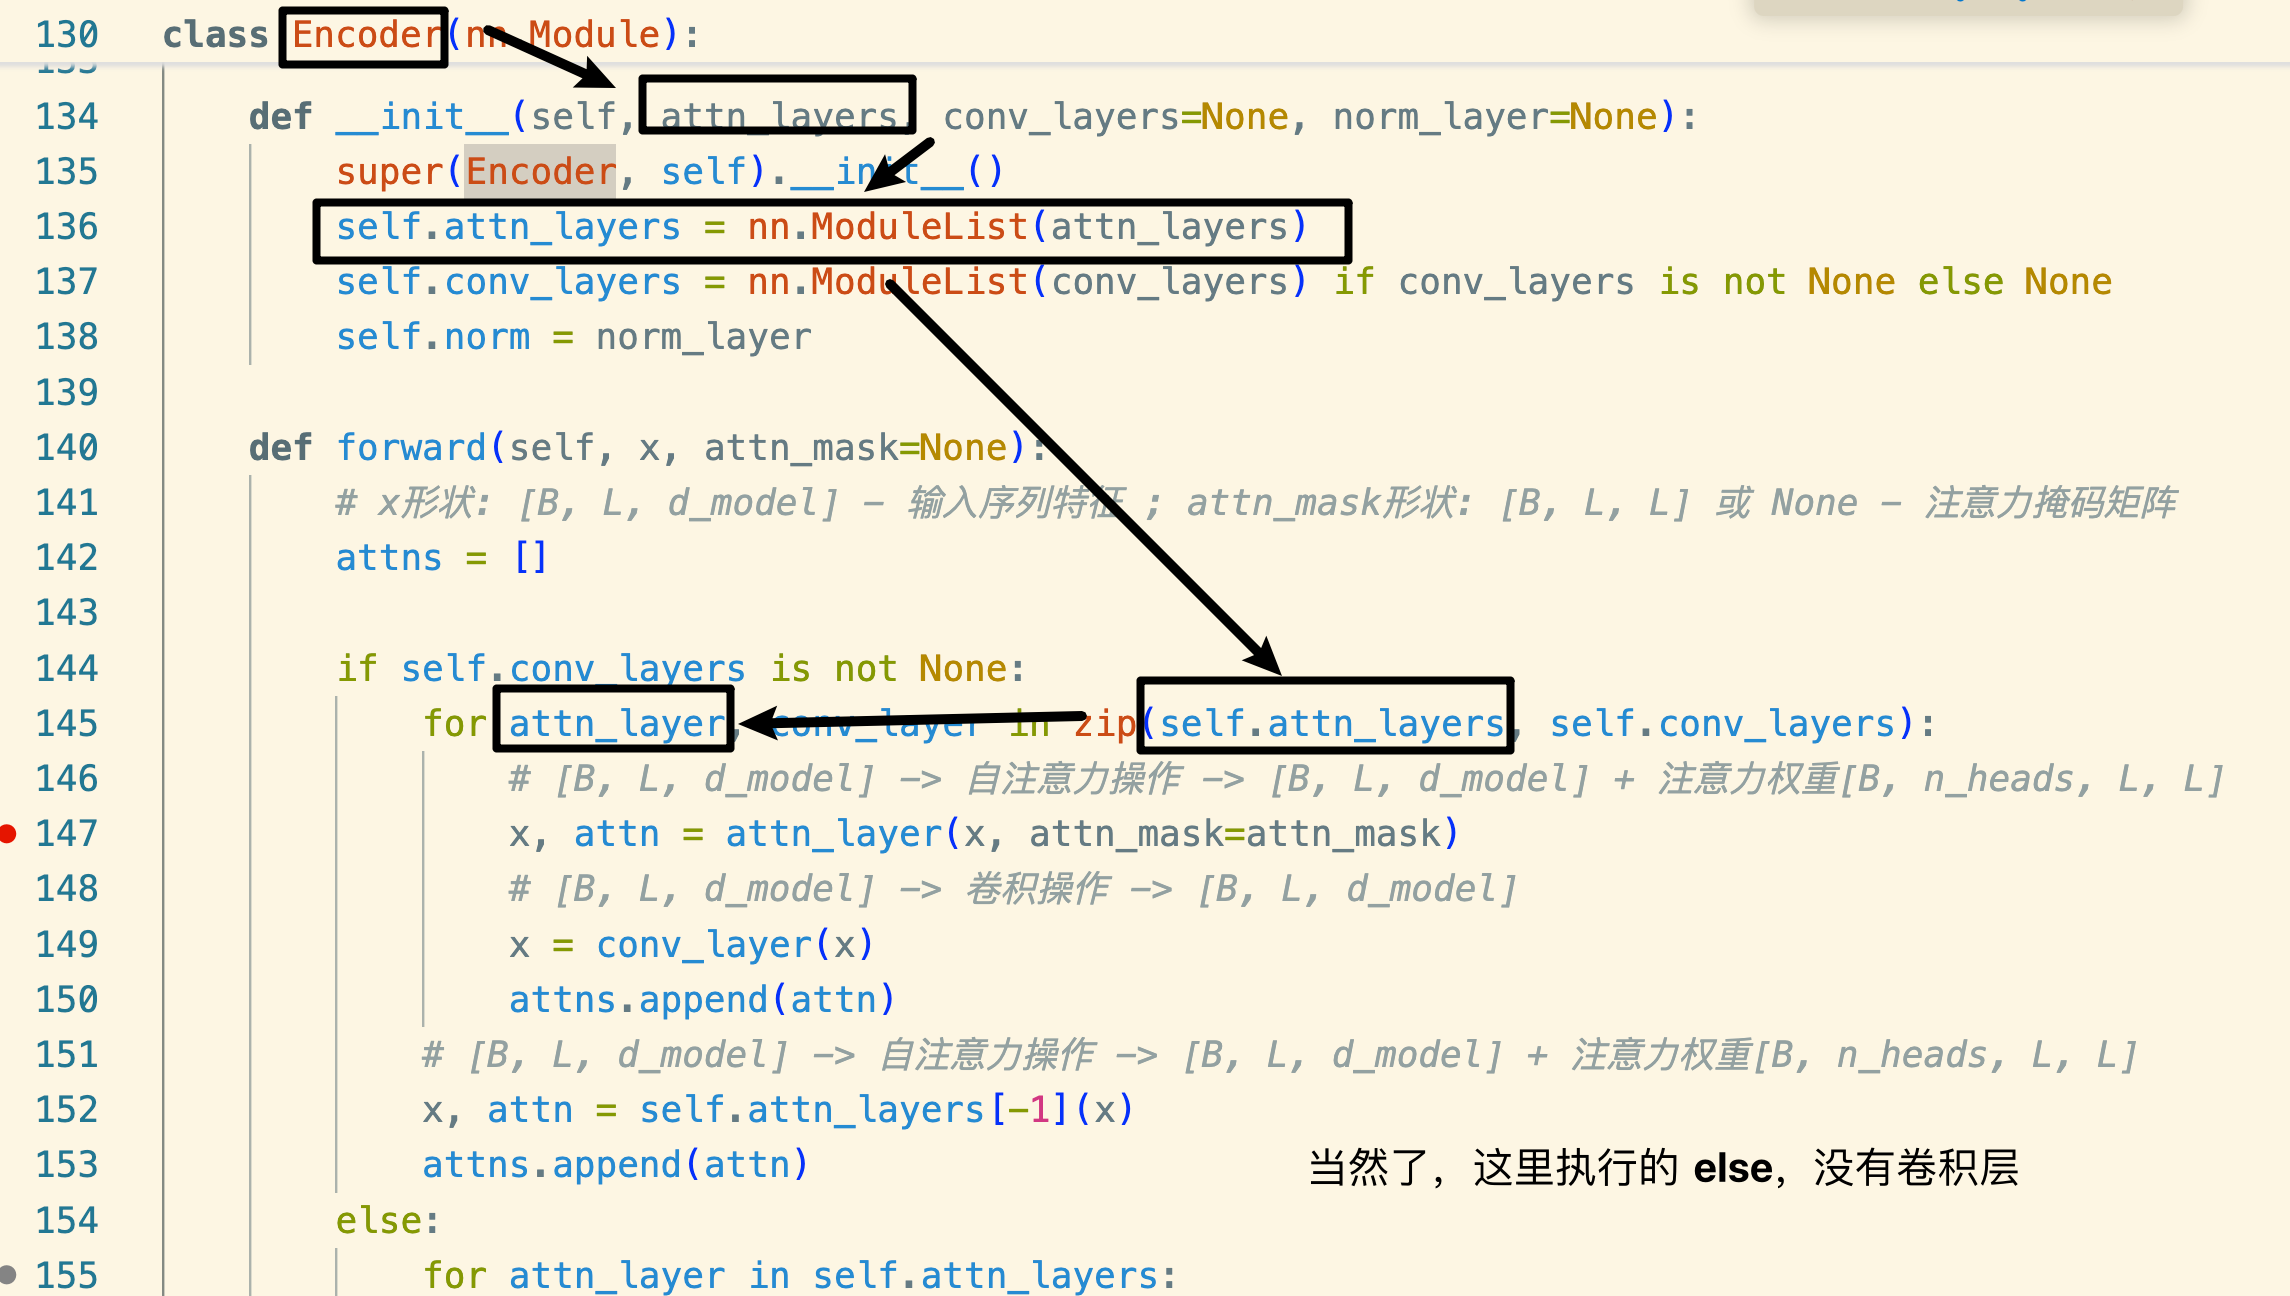 130 class Encoder(nn.Module):
134 def __init__(self, attn_layers, conv_layers=None, norm_layer=None):
135 super(Encoder, self).__init__()
136 self.attn_layers = nn.ModuleList(attn_layers)
137 self.conv_layers = nn.ModuleList(conv_layers) if conv_layers is not None else None
138 self.norm = norm_layer
139
140 def forward(self, x, attn_mask=None):
141 # x形状: [B, L, d_model] - 输入序列特征 ; attn_mask形状: [B, L, L] 或 None - 注意力掩码矩阵
142 attns = []
143
144 if self.conv_layers is not None:
145 for attn_layer, conv_layer in zip(self.attn_layers, self.conv_layers):
146 # [B, L, d_model] -> 自注意力操作 -> [B, L, d_model] + 注意力权重[B, n_heads, L, L]
147 x, attn = attn_layer(x, attn_mask=attn_mask)
148 # [B, L, d_model] -> 卷积操作 -> [B, L, d_model]
149 x = conv_layer(x)
150 attns.append(attn)
151 # [B, L, d_model] -> 自注意力操作 -> [B, L, d_model] + 注意力权重[B, n_heads, L, L]
152 x, attn = self.attn_layers[-1](x)
153 attns.append(attn)
当然了，这里执行的 else，没有卷积层
154 else:
155 for attn_layer in self.attn_layers: